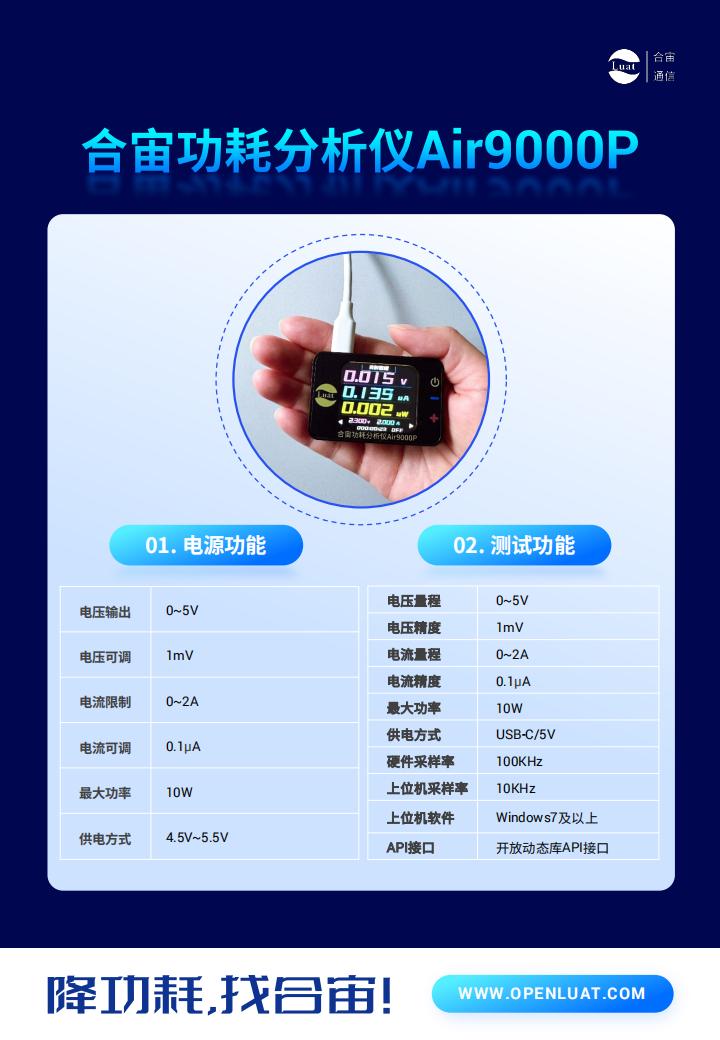 Luat
合宙
通信
合宙功耗分析仪Air9000P
0.015 V
0.139 uA
Luat
0.002 uW
2.000 A
000:00:23 OFF
合宙功耗分析仪Air9000P
01. 电源功能
电压输出 0~5V
电压可调 1mV
电流限制 0~2A
电流可调 0.1μA
最大功率 10W
供电方式 4.5V~5.5V
02. 测试功能
电压量程 0~5V
电压精度 1mV
电流量程 0~2A
电流精度 0.1μA
最大功率 10W
供电方式 USB-C/5V
硬件采样率 100KHz
上位机采样率 10KHz
上位机软件 Windows7及以上
API接口 开放动态库API接口
降功耗,找合宙!
WWW.OPENLUAT.COM